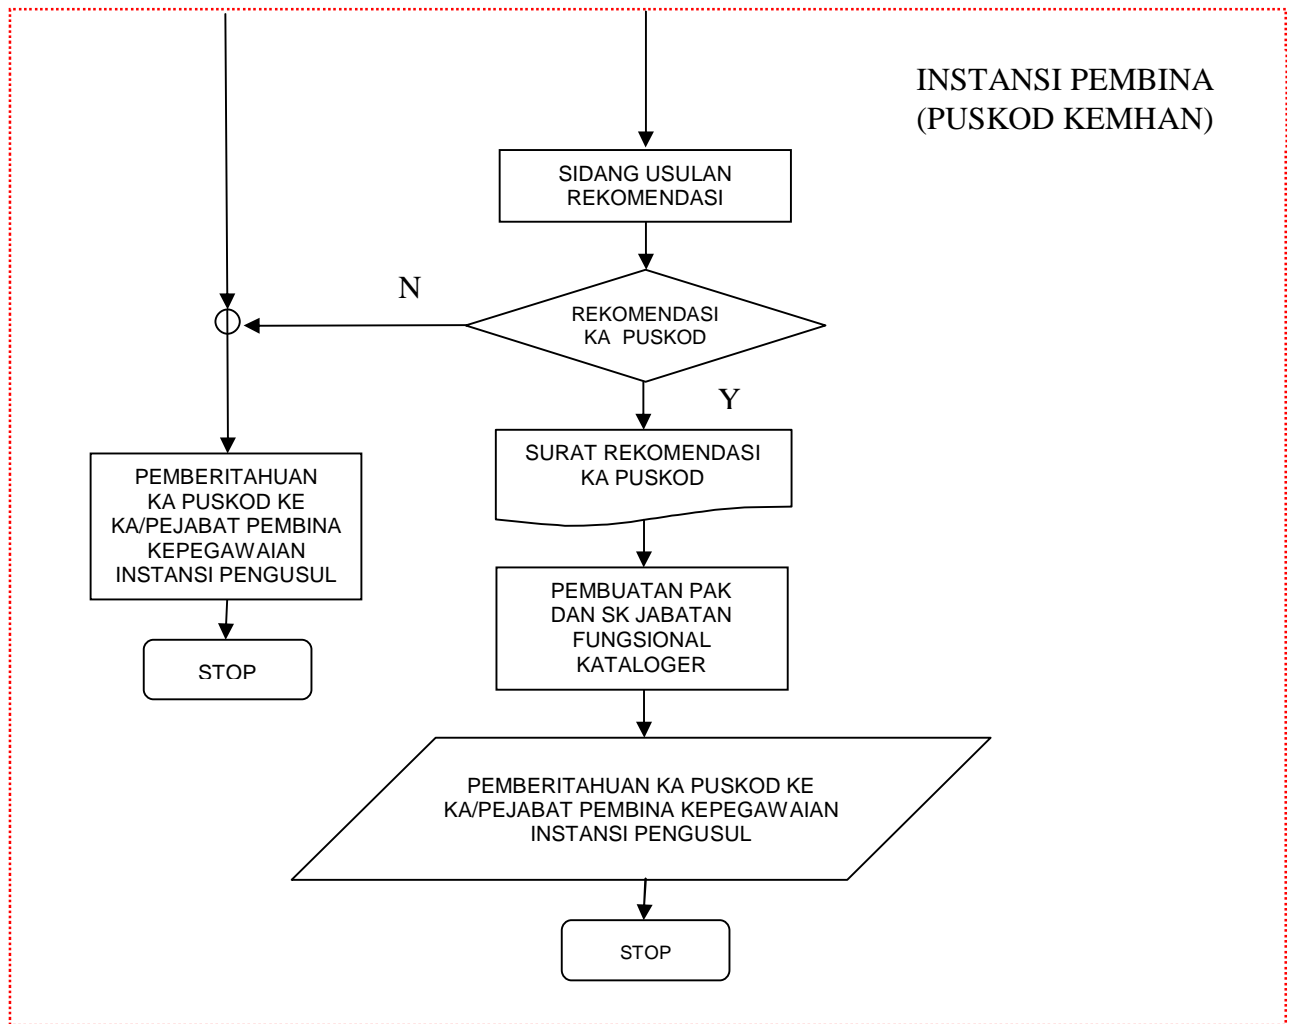 INSTANSI PEMBINA
(PUSKOD KEMHAN)
SIDANG USULAN
REKOMENDASI
N
REKOMENDASI
KA PUSKOD
Y
SURAT REKOMENDASI
KA PUSKOD
PEMBERITAHUAN
KA PUSKOD KE
KA/PEJABAT PEMBINA
KEPEGAWAIAN
INSTANSI PENGUSUL
PEMBUATAN PAK
DAN SK JABATAN
FUNGSIONAL
KATALOGER
STOP
PEMBERITAHUAN KA PUSKOD KE
KA/PEJABAT PEMBINA KEPEGAWAIAN
INSTANSI PENGUSUL
STOP